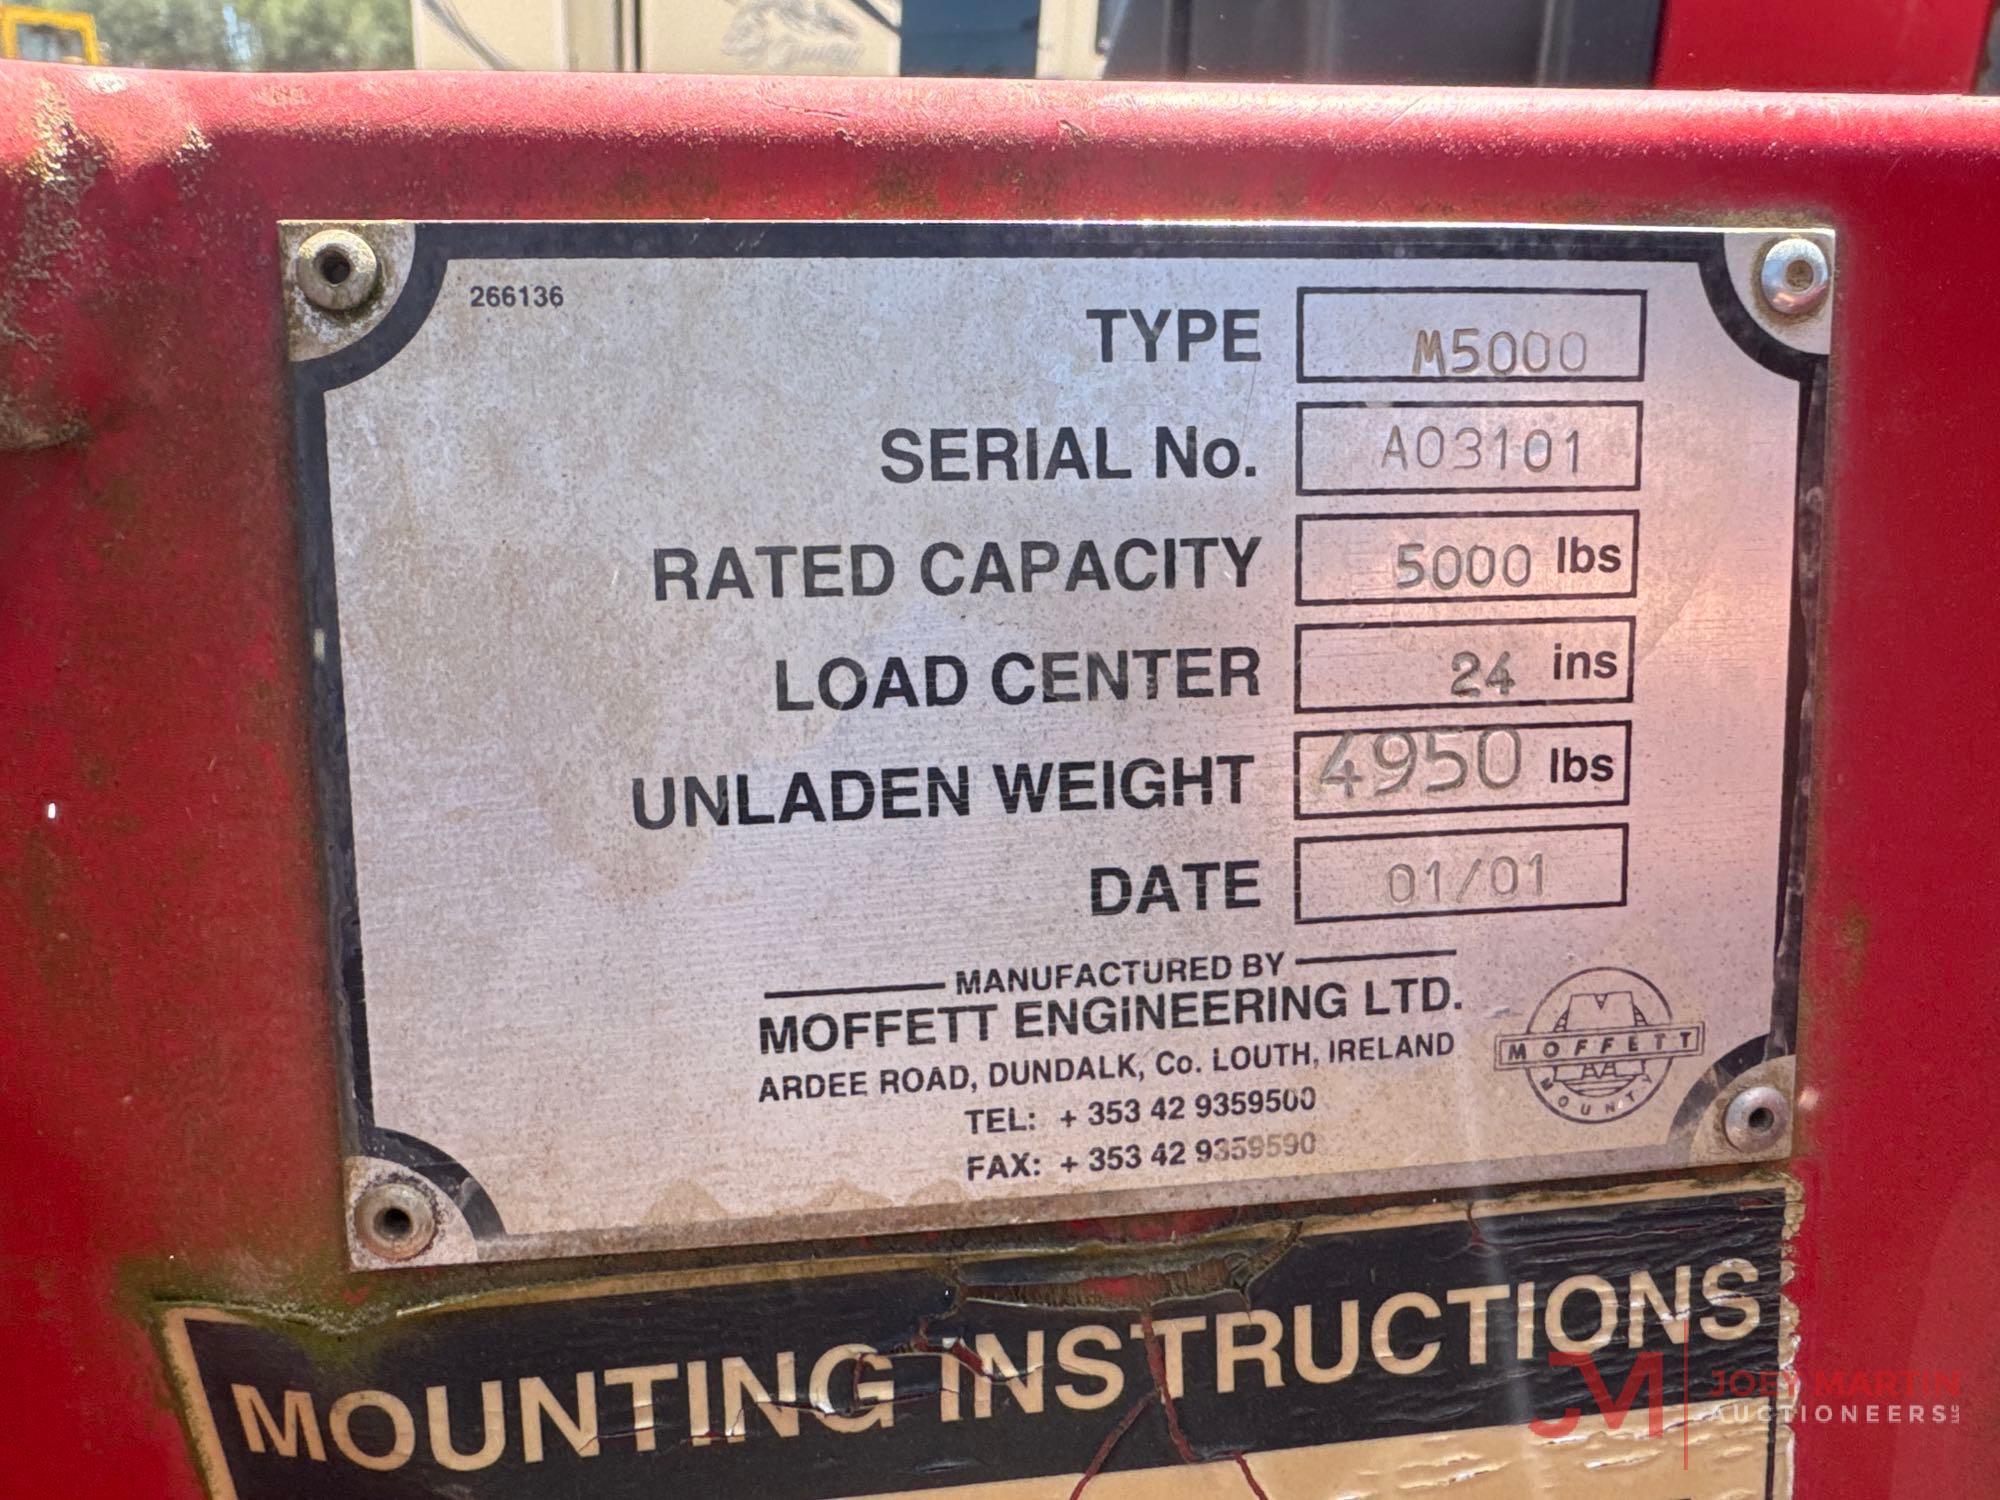 266136
TYPE M5000
SERIAL No. A03101
RATED CAPACITY 5000 lbs
LOAD CENTER 24 ins
UNLADEN WEIGHT 4950 lbs
DATE 01/01
MANUFACTURED BY
MOFFETT ENGINEERING LTD.
ARDEE ROAD, DUNDALK, Co. LOUTH, IRELAND
TEL: + 353 42 9359500
FAX: + 353 42 9359590
MOFFETT
MOUNTY
MOUNTING INSTRUCTIONS
JM JOEY MARTIN
AUCTIONEERS LLC